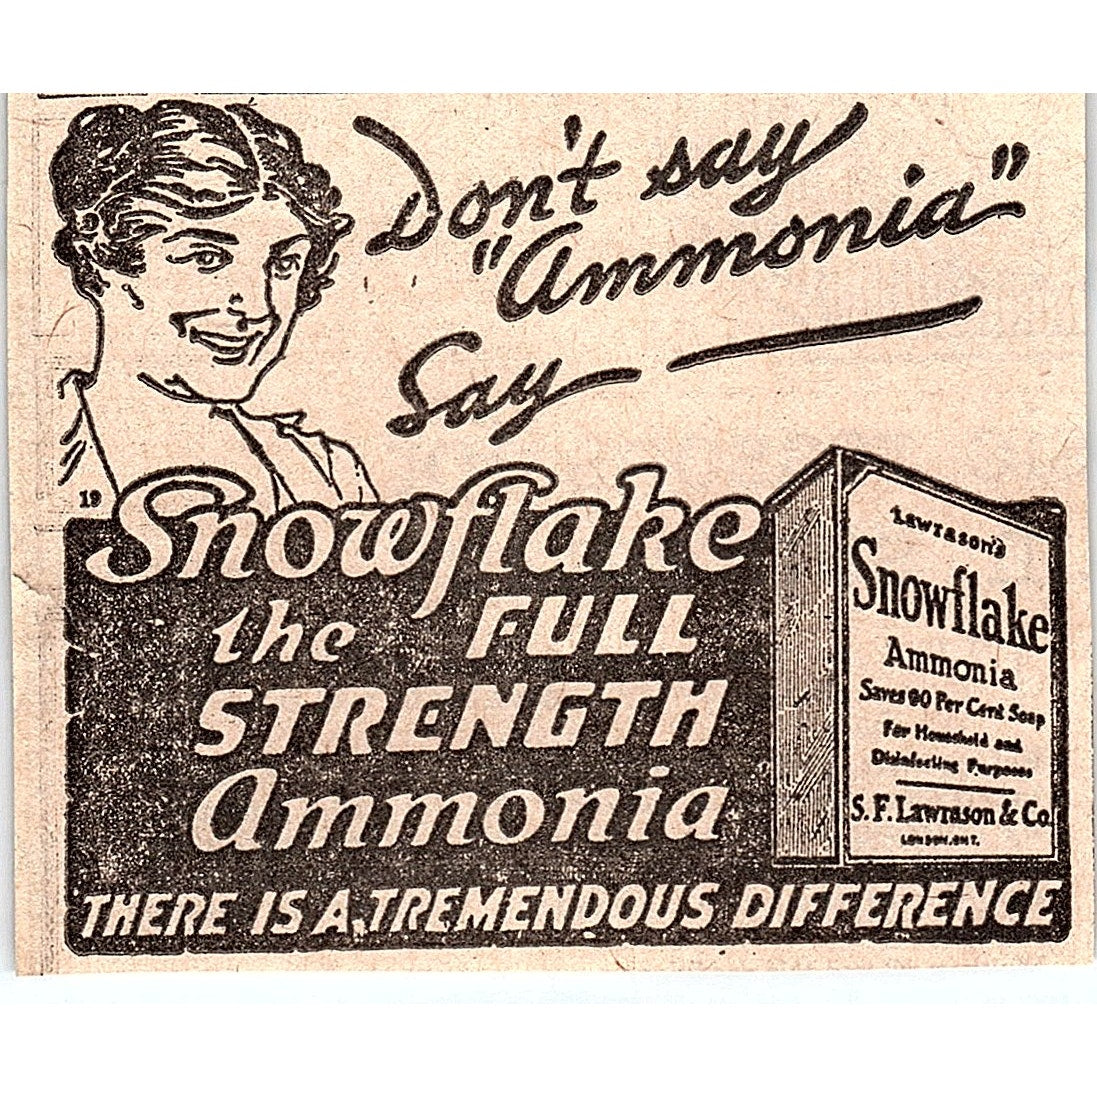 Don't say
"Ammonia"
Say —
19
Snowflake
the FULL
STRENGTH
Ammonia
THERE IS A TREMENDOUS DIFFERENCE
LAWRASON'S
Snowflake
Ammonia
Saves 60 Per Cent Soap
For Household and
Disinfecting Purposes
S. F. Lawrason & Co.
LONDON, ONT.